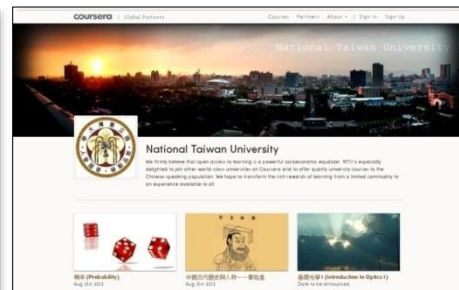 coursera | Global Partners
Courses Partners About | Sign In Sign Up
National Taiwan University
National Taiwan University
We firmly believe that open access to learning is a powerful socioeconomic equalizer. NTU is especially
delighted to join other world-class universities on Coursera and to offer quality university courses to the
Chinese-speaking population. We hope to transform the rich rewards of learning from a limited commodity to
an experience available to all.
機率 (Probability)
Aug 31st 2013
中國古代歷史與人物——秦始皇
Aug 31st 2013
基礎光學I (Introduction to Optics I)
Date to be announced